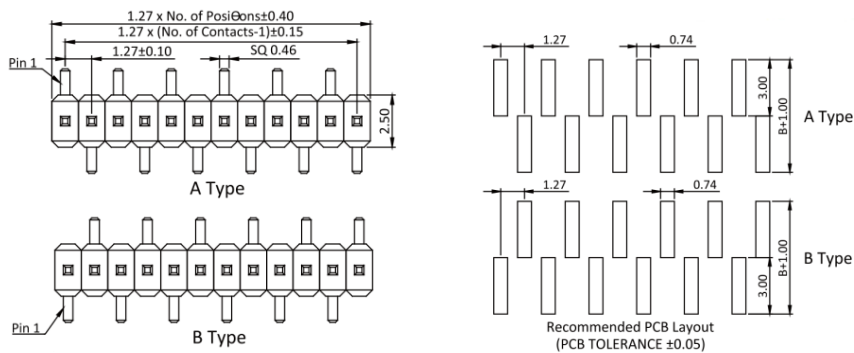 1.27 x No. of PosiƟons±0.40
1.27 x (No. of Contacts-1)±0.15
1.27±0.10
SQ 0.46
Pin 1
2.50
A Type
Pin 1
B Type
1.27
0.74
3.00
B+1.00
A Type
1.27
0.74
B+1.00
3.00
B Type
Recommended PCB Layout
(PCB TOLERANCE ±0.05)